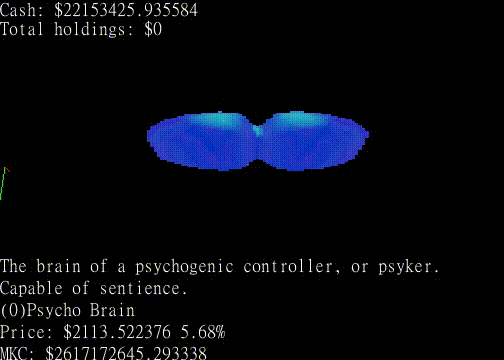 Cash: $22153425.935584
Total holdings: $0
The brain of a psychogenic controller, or psyker.
Capable of sentience.
(0)Psycho Brain
Price: $2113.522376 5.68%
MKC: $2617172645.293338